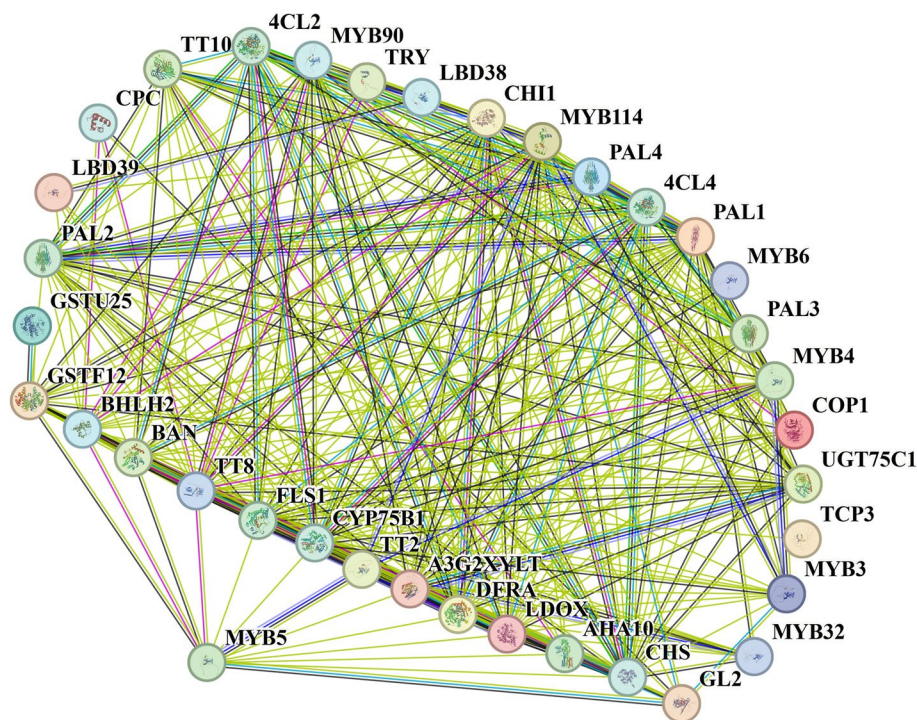 4CL2
MYB90
TT10
TRY
LBD38
CPC
CHI1
MYB114
LBD39
PAL4
4CL4
PAL2
PAL1
MYB6
GSTU25
PAL3
GSTF12
MYB4
BHLH2
COP1
BAN
UGT75C1
TT8
FLS1
TCP3
CYP75B1
TT2
MYB3
A3G2XYLT
DFRA
LDOX
MYB32
MYB5
AHA10
CHS
GL2